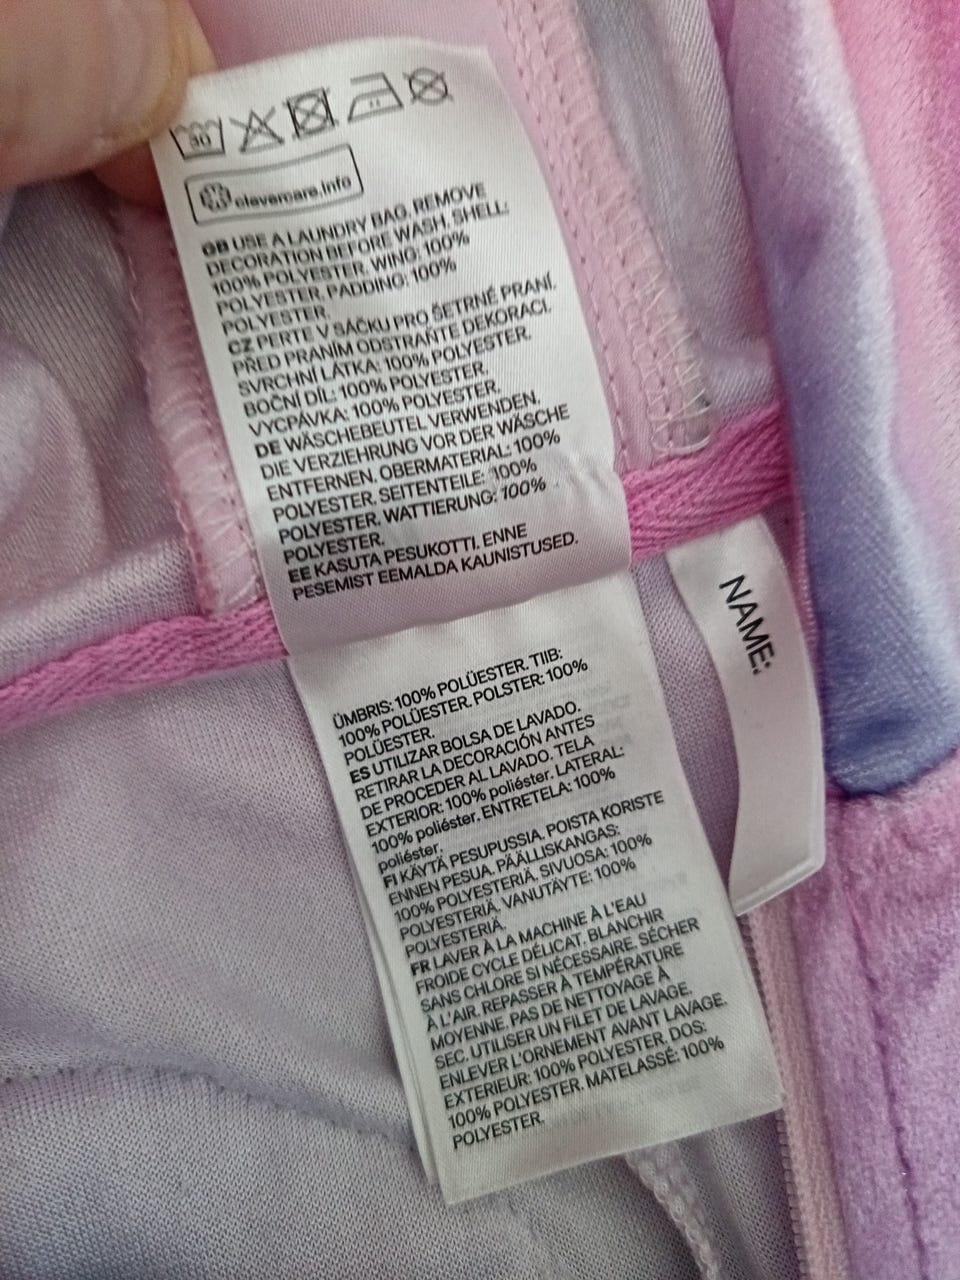 30
clevercare.info
GB USE A LAUNDRY BAG. REMOVE
DECORATION BEFORE WASH. SHELL:
100% POLYESTER. WING: 100%
POLYESTER. PADDING: 100%
POLYESTER.
CZ PERTE V SÁČKU PRO ŠETRNÉ PRANÍ.
PŘED PRANÍM ODSTRAŇTE DEKORACI.
SVRCHNÍ LÁTKA: 100% POLYESTER.
BOČNÍ DÍL: 100% POLYESTER.
VYCPÁVKA: 100% POLYESTER.
DE WÄSCHEBEUTEL VERWENDEN.
DIE VERZIEHRUNG VOR DER WÄSCHE
ENTFERNEN. OBERMATERIAL: 100%
POLYESTER. SEITENTEILE: 100%
POLYESTER. WATTIERUNG: 100%
POLYESTER.
EE KASUTA PESUKOTTI. ENNE
PESEMIST EEMALDA KAUNISTUSED.
ÜMBRIS: 100% POLÜESTER. TIIB:
100% POLÜESTER. POLSTER: 100%
POLÜESTER.
ES UTILIZAR BOLSA DE LAVADO.
RETIRAR LA DECORACIÓN ANTES
DE PROCEDER AL LAVADO. TELA
EXTERIOR: 100% poliéster. LATERAL:
100% poliéster. ENTRETELA: 100%
poliéster.
FI KÄYTÄ PESUPUSSIA. POISTA KORISTE
ENNEN PESUA. PÄÄLLISKANGAS:
100% POLYESTERIÄ. SIVUOSA: 100%
POLYESTERIÄ. VANUTÄYTE: 100%
POLYESTERIÄ.
FR LAVER À LA MACHINE À L'EAU
FROIDE CYCLE DÉLICAT. BLANCHIR
SANS CHLORE SI NÉCESSAIRE. SÉCHER
À L'AIR. REPASSER À TEMPÉRATURE
MOYENNE. PAS DE NETTOYAGE À
SEC. UTILISER UN FILET DE LAVAGE.
ENLEVER L'ORNEMENT AVANT LAVAGE.
EXTERIEUR: 100% POLYESTER. DOS:
100% POLYESTER. MATELASSÉ: 100%
POLYESTER.
NAME: